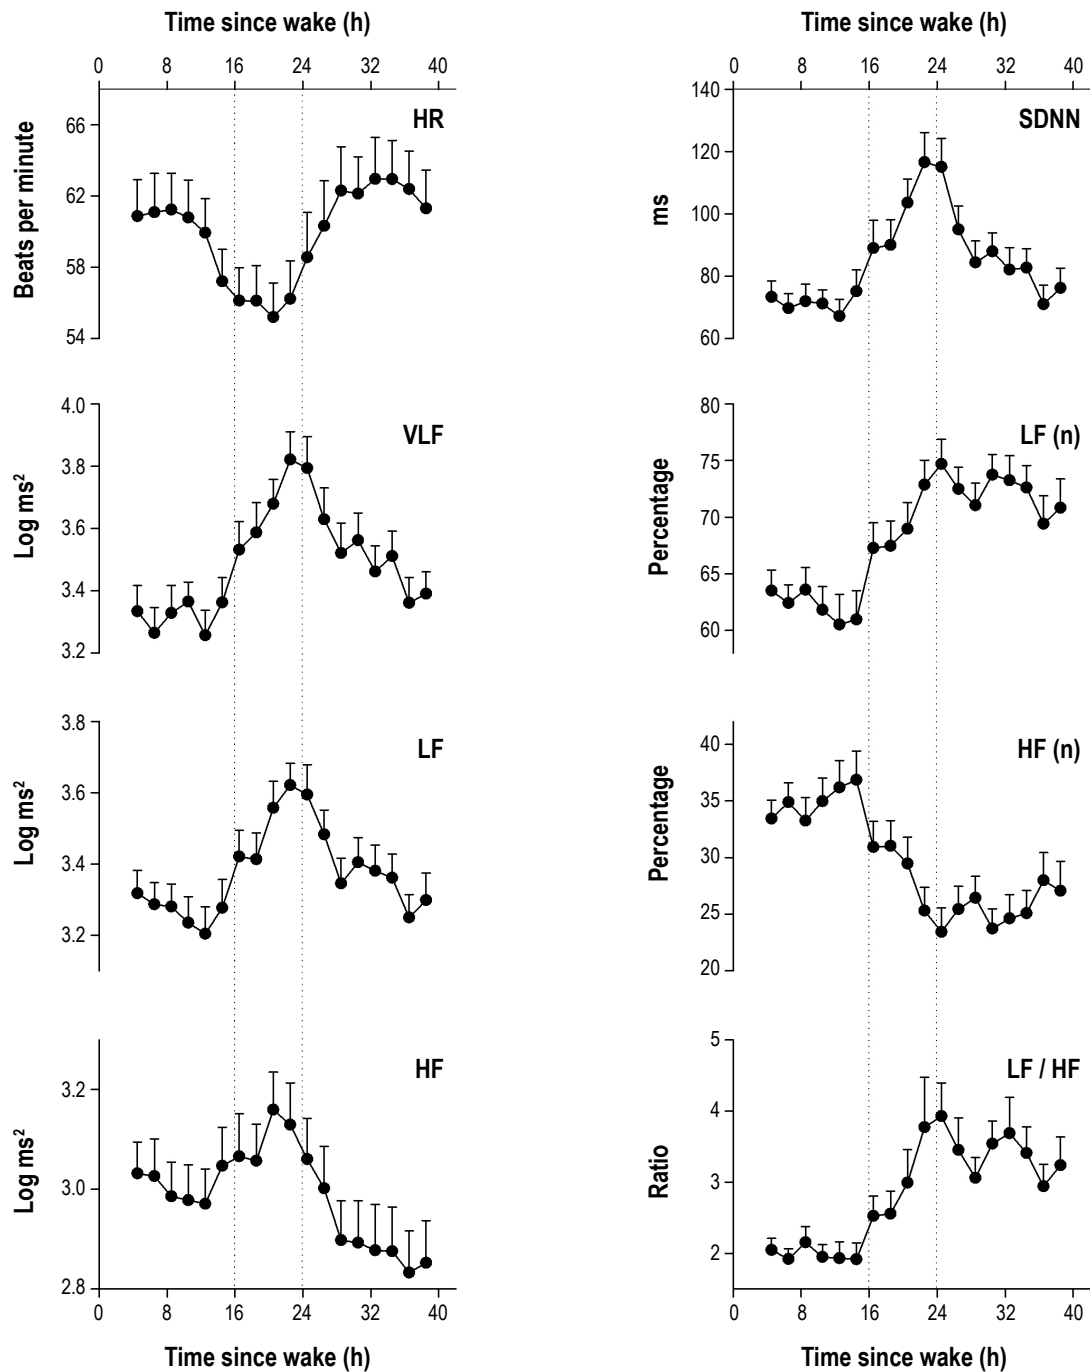 Time since wake (h)
0 8 16 24 32 40
HR
Beats per minute
66
62
58
54
VLF
Log ms²
4.0
3.8
3.6
3.4
3.2
LF
Log ms²
3.8
3.6
3.4
3.2
HF
Log ms²
3.2
3.0
2.8
0 8 16 24 32 40
Time since wake (h)
Time since wake (h)
0 8 16 24 32 40
SDNN
ms
140
120
100
80
60
LF (n)
Percentage
80
75
70
65
60
HF (n)
Percentage
40
35
30
25
20
LF / HF
Ratio
5
4
3
2
0 8 16 24 32 40
Time since wake (h)